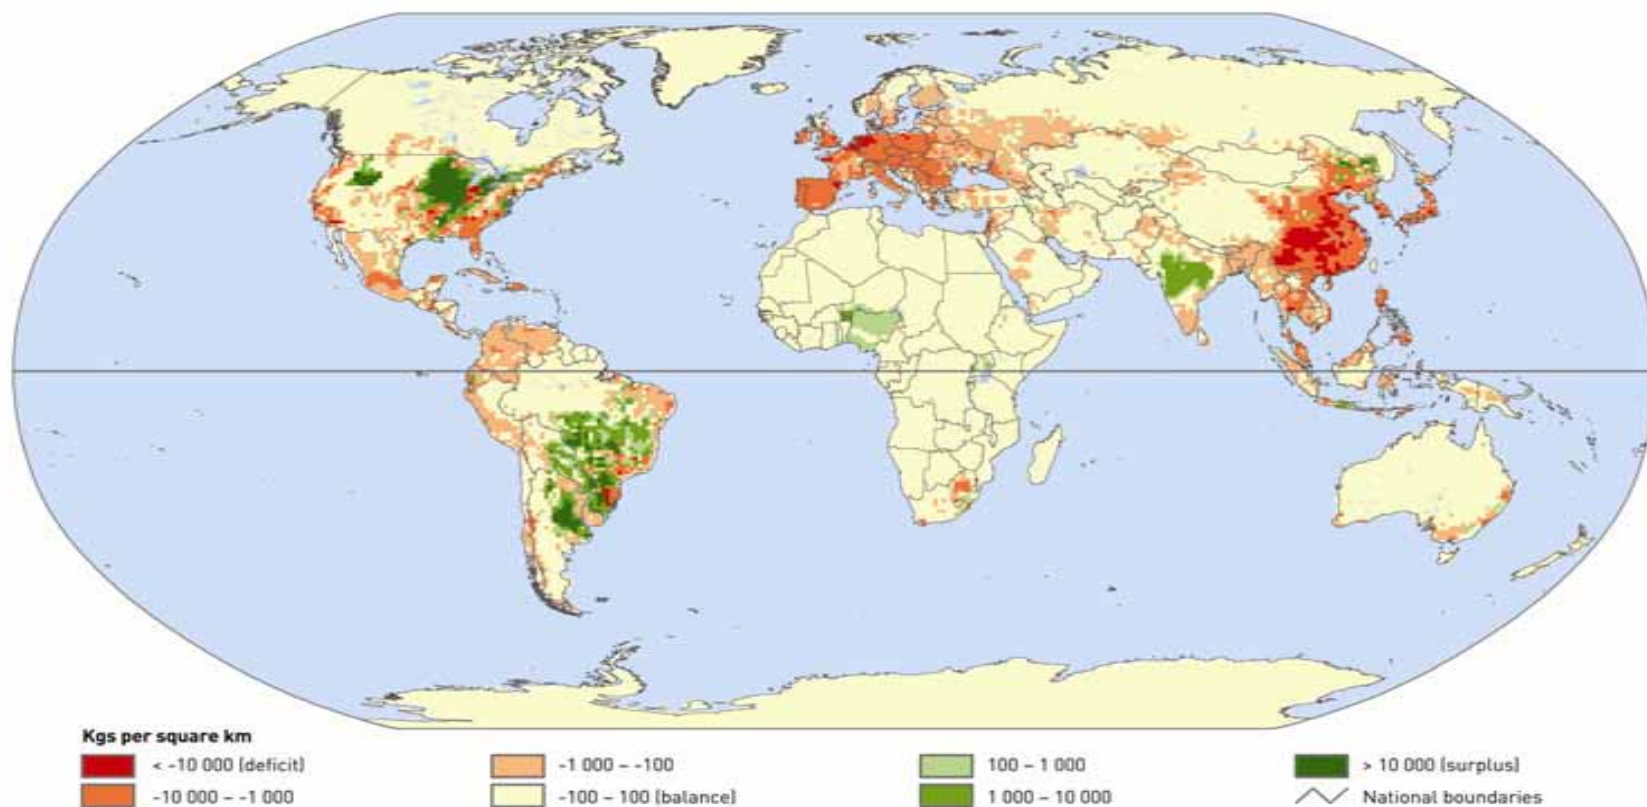 Kgs per square km
< -10 000 (deficit)
-10 000 – -1 000
-1 000 – -100
-100 – 100 (balance)
100 – 1 000
1 000 – 10 000
> 10 000 (surplus)
National boundaries